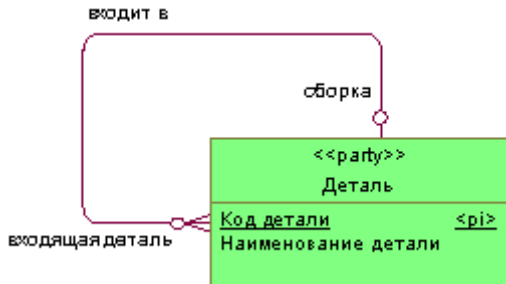 входит в
сборка
<<party>>
Деталь
Код детали <pi>
входящая деталь
Наименование детали